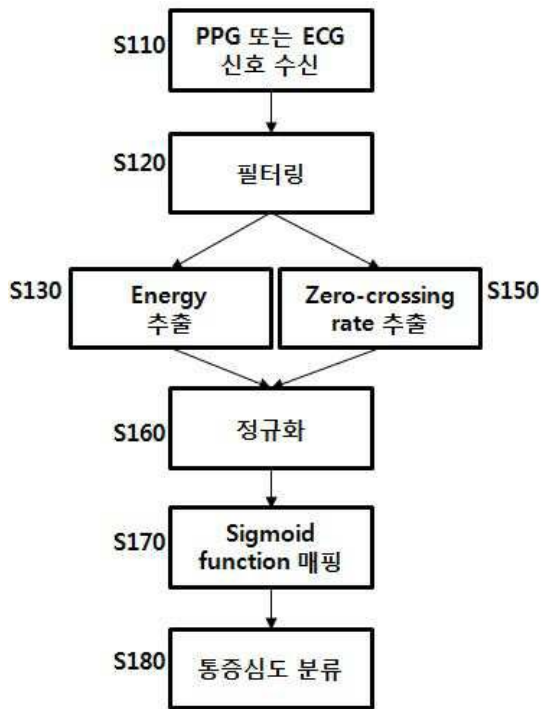 S110
PPG 또는 ECG
신호 수신
S120
필터링
S130
Energy
추출
Zero-crossing
rate 추출
S150
S160
정규화
S170
Sigmoid
function 매핑
S180
통증심도 분류